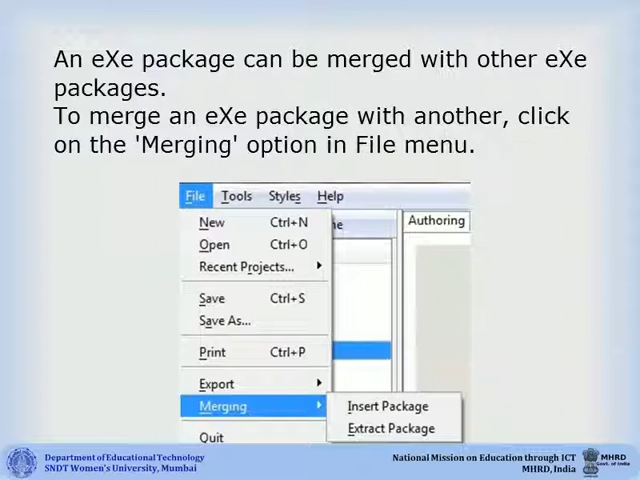 An eXe package can be merged with other eXe
packages.
To merge an eXe package with another, click
on the 'Merging' option in File menu.
File Tools Styles Help
New Ctrl+N
Authoring
Open Ctrl+O
Recent Projects...
Save Ctrl+S
Save As...
Print Ctrl+P
Export
Merging
Insert Package
Extract Package
Quit
Department of Educational Technology
SNDT Women's University, Mumbai
National Mission on Education through ICT
MHRD, India
MHRD
Govt. of India